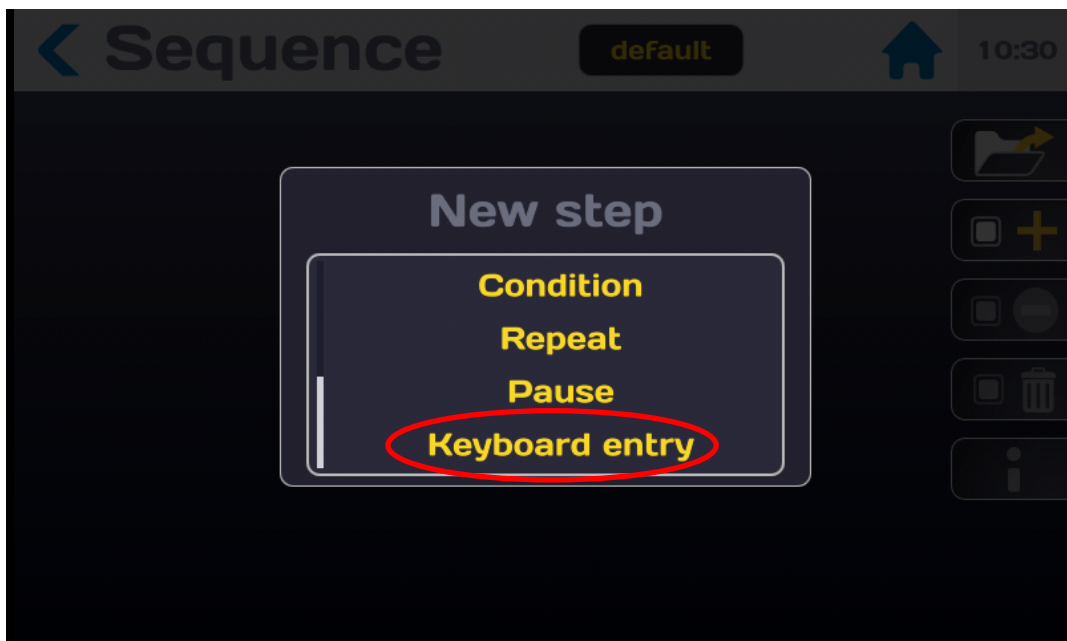 Sequence default 10:30
New step
Condition
Repeat
Pause
Keyboard entry